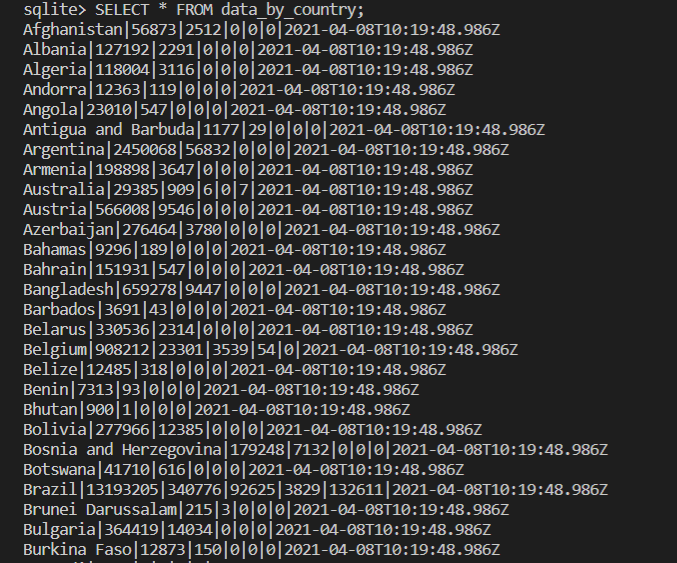 sqlite> SELECT * FROM data_by_country;
Afghanistan|56873|2512|0|0|0|2021-04-08T10:19:48.986Z
Albania|127192|2291|0|0|0|2021-04-08T10:19:48.986Z
Algeria|118004|3116|0|0|0|2021-04-08T10:19:48.986Z
Andorra|12363|119|0|0|0|2021-04-08T10:19:48.986Z
Angola|23010|547|0|0|0|2021-04-08T10:19:48.986Z
Antigua and Barbuda|1177|29|0|0|0|2021-04-08T10:19:48.986Z
Argentina|2450068|56832|0|0|0|2021-04-08T10:19:48.986Z
Armenia|198898|3647|0|0|0|2021-04-08T10:19:48.986Z
Australia|29385|909|6|0|7|2021-04-08T10:19:48.986Z
Austria|566008|9546|0|0|0|2021-04-08T10:19:48.986Z
Azerbaijan|276464|3780|0|0|0|2021-04-08T10:19:48.986Z
Bahamas|9296|189|0|0|0|2021-04-08T10:19:48.986Z
Bahrain|151931|547|0|0|0|2021-04-08T10:19:48.986Z
Bangladesh|659278|9447|0|0|0|2021-04-08T10:19:48.986Z
Barbados|3691|43|0|0|0|2021-04-08T10:19:48.986Z
Belarus|330536|2314|0|0|0|2021-04-08T10:19:48.986Z
Belgium|908212|23301|3539|54|0|2021-04-08T10:19:48.986Z
Belize|12485|318|0|0|0|2021-04-08T10:19:48.986Z
Benin|7313|93|0|0|0|2021-04-08T10:19:48.986Z
Bhutan|900|1|0|0|0|2021-04-08T10:19:48.986Z
Bolivia|277966|12385|0|0|0|2021-04-08T10:19:48.986Z
Bosnia and Herzegovina|179248|7132|0|0|0|2021-04-08T10:19:48.986Z
Botswana|41710|616|0|0|0|2021-04-08T10:19:48.986Z
Brazil|13193205|340776|92625|3829|132611|2021-04-08T10:19:48.986Z
Brunei Darussalam|215|3|0|0|0|2021-04-08T10:19:48.986Z
Bulgaria|364419|14034|0|0|0|2021-04-08T10:19:48.986Z
Burkina Faso|12873|150|0|0|0|2021-04-08T10:19:48.986Z